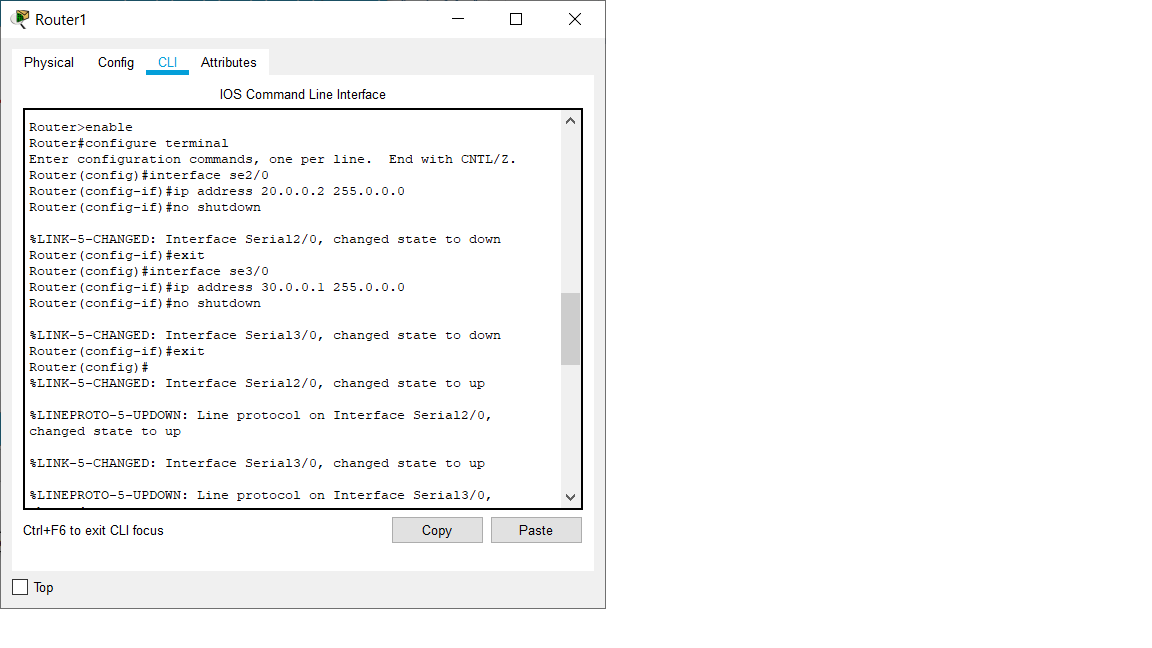 Router1
Physical Config CLI Attributes
IOS Command Line Interface
Router>enable
Router#configure terminal
Enter configuration commands, one per line.  End with CNTL/Z.
Router(config)#interface se2/0
Router(config-if)#ip address 20.0.0.2 255.0.0.0
Router(config-if)#no shutdown
%LINK-5-CHANGED: Interface Serial2/0, changed state to down
Router(config-if)#exit
Router(config)#interface se3/0
Router(config-if)#ip address 30.0.0.1 255.0.0.0
Router(config-if)#no shutdown
%LINK-5-CHANGED: Interface Serial3/0, changed state to down
Router(config-if)#exit
Router(config)#
%LINK-5-CHANGED: Interface Serial2/0, changed state to up
%LINEPROTO-5-UPDOWN: Line protocol on Interface Serial2/0,
changed state to up
%LINK-5-CHANGED: Interface Serial3/0, changed state to up
%LINEPROTO-5-UPDOWN: Line protocol on Interface Serial3/0,
Ctrl+F6 to exit CLI focus
Copy Paste
Top